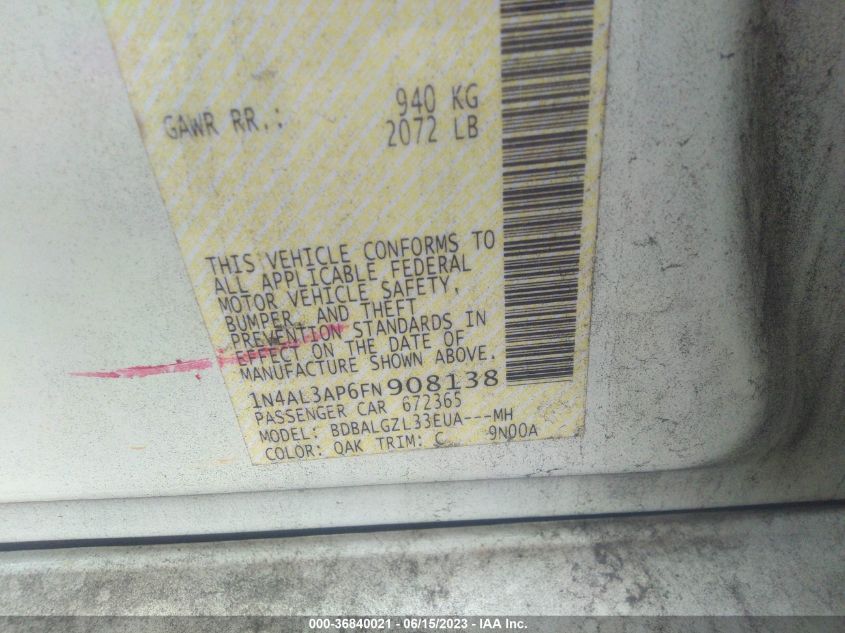 GAWR RR.: 940 KG
2072 LB
THIS VEHICLE CONFORMS TO
ALL APPLICABLE FEDERAL
MOTOR VEHICLE SAFETY,
BUMPER, AND THEFT
PREVENTION STANDARDS IN
EFFECT ON THE DATE OF
MANUFACTURE SHOWN ABOVE.
1N4AL3AP6FN908138
PASSENGER CAR 672365
MODEL: BDBALGZL33EUA---MH
COLOR: QAK TRIM: C 9N00A
000-36840021 - 06/15/2023 - IAA Inc.